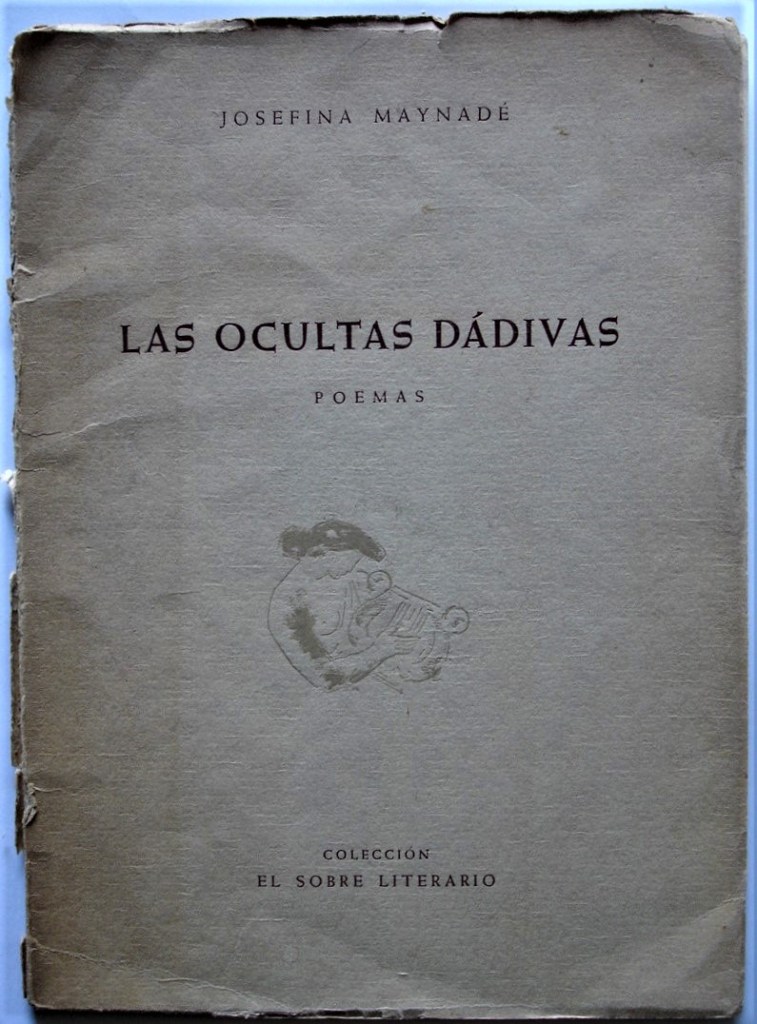 JOSEFINA MAYNADÉ
LAS OCULTAS DÁDIVAS
POEMAS
COLECCIÓN
EL SOBRE LITERARIO